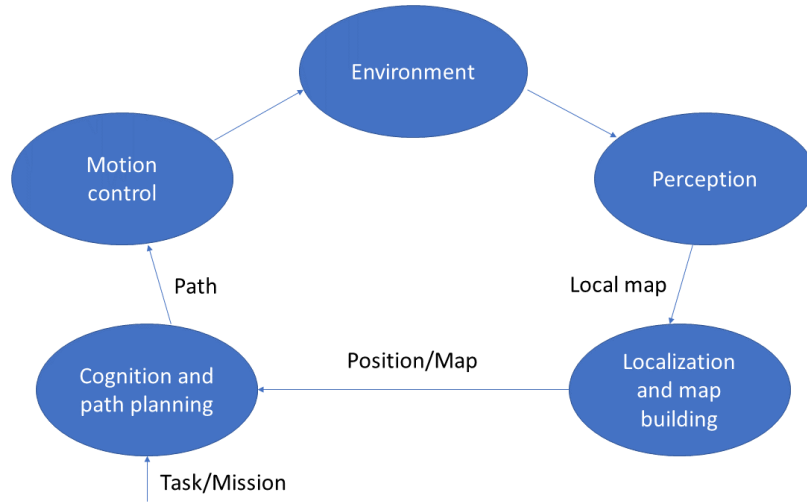 Environment
Motion
control
Perception
Path
Local map
Position/Map
Cognition and
path planning
Localization
and map
building
Task/Mission